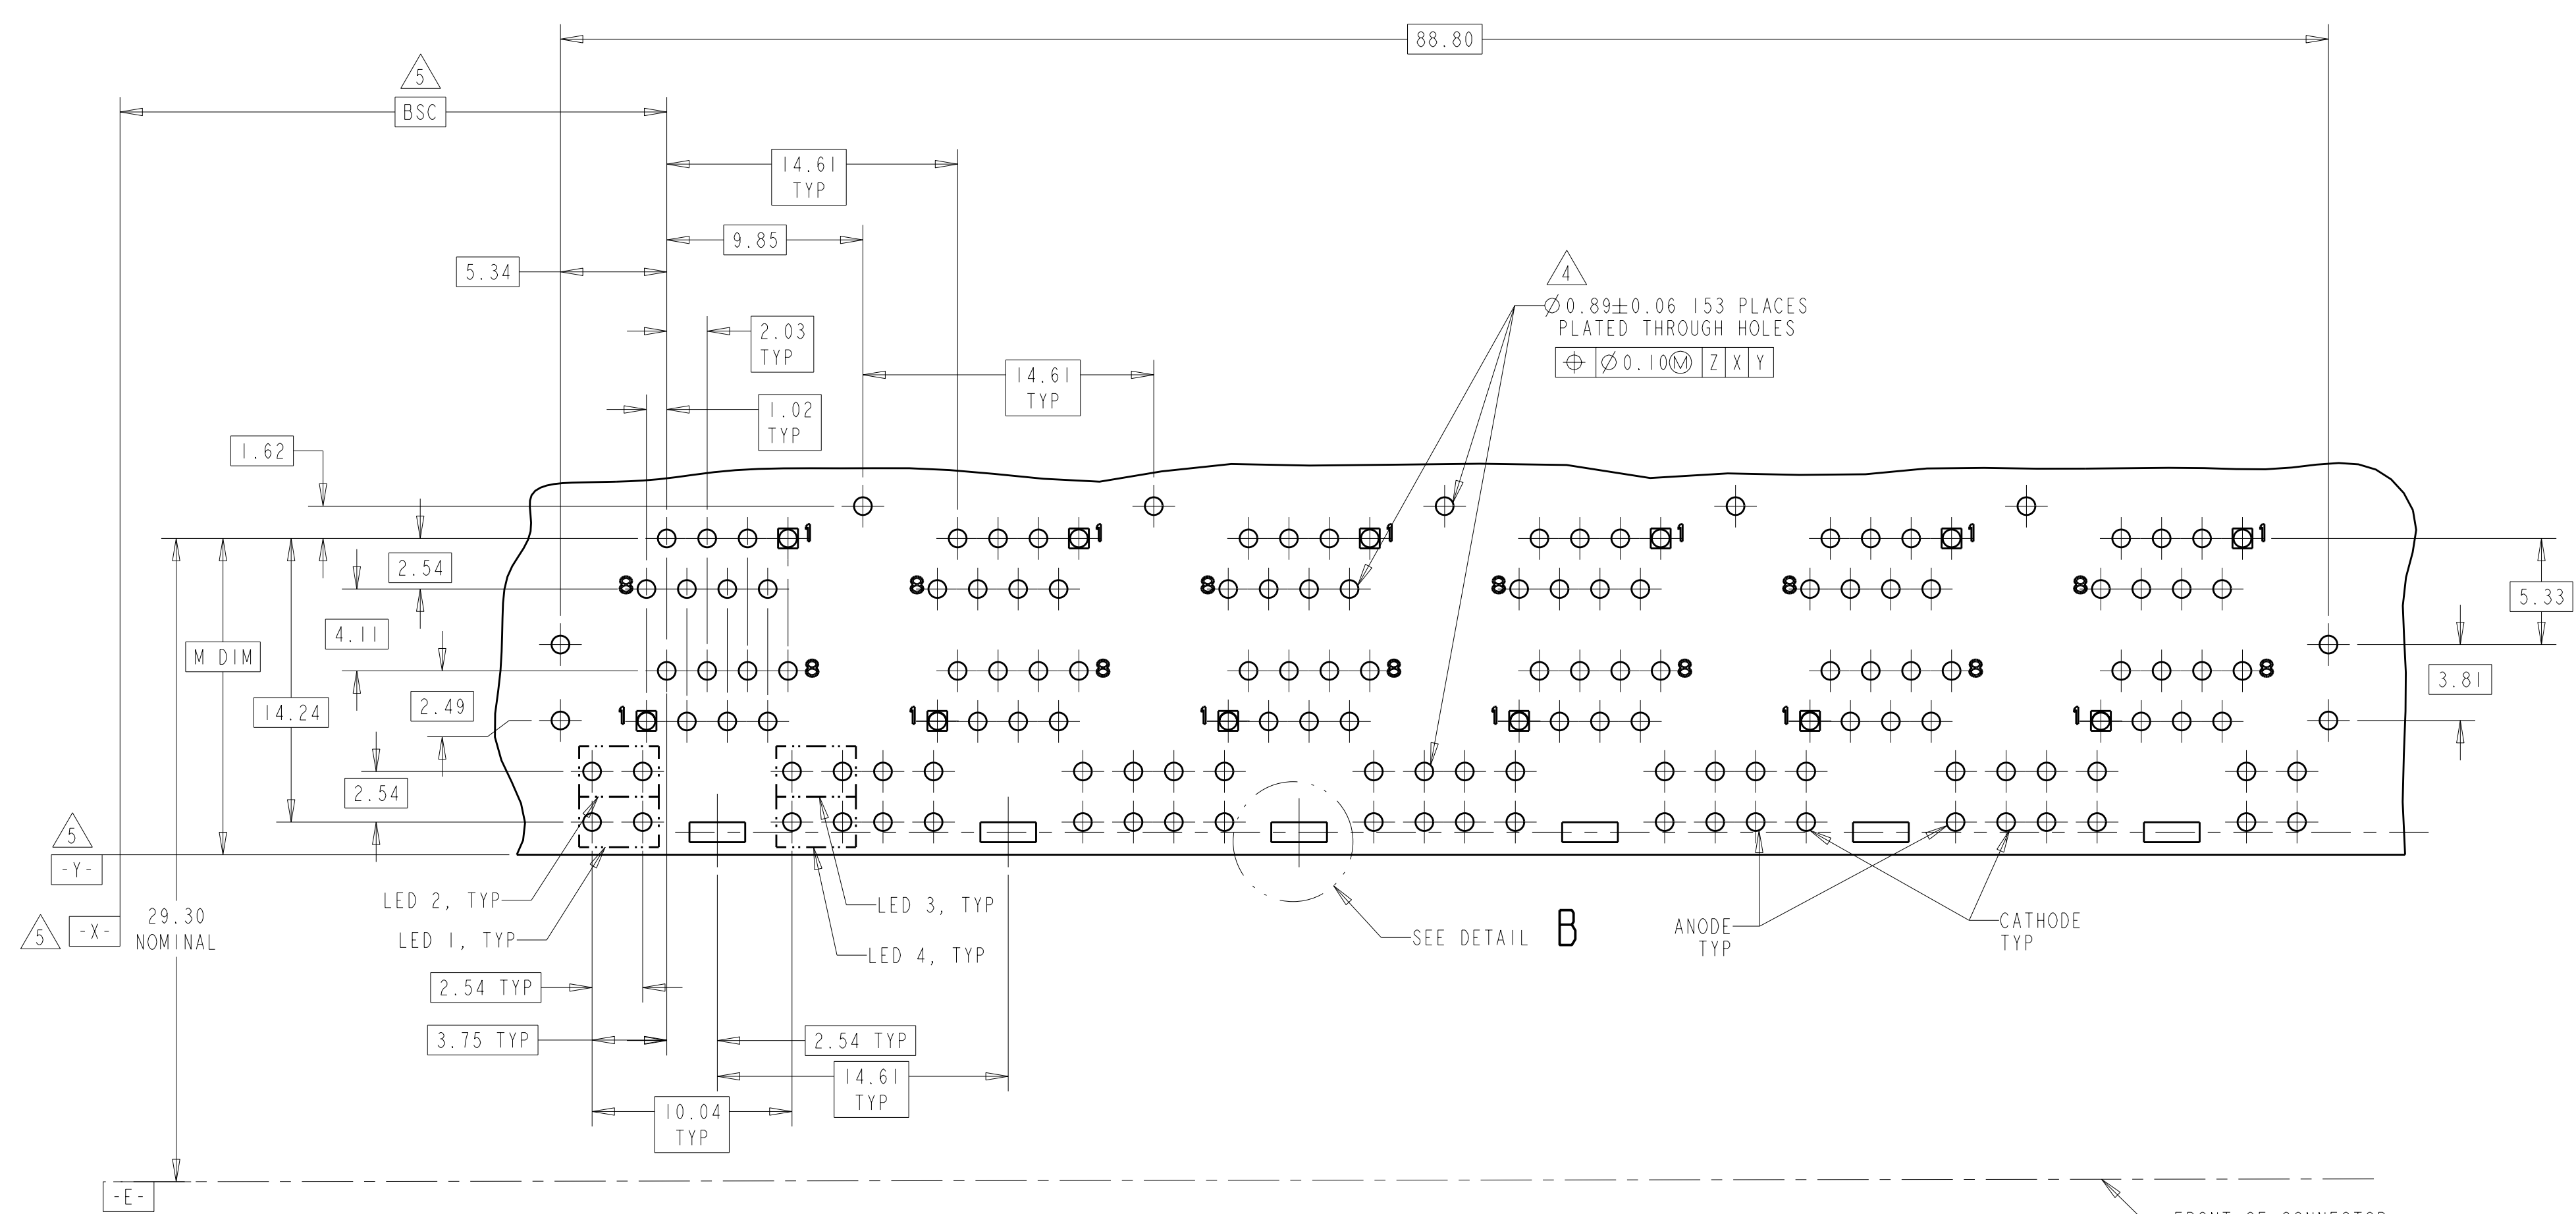 88.80
5
BSC
14.61
TYP
9.85
5.34
4
Ø0.89±0.06 153 PLACES
PLATED THROUGH HOLES
⌖ Ø0.10Ⓜ Z X Y
2.03
TYP
14.61
TYP
1.02
TYP
1.62
1 1 1 1 1 1
2.54
8 8 8 8 8 8
5.33
4.11
M DIM
8 8 8 8 8 8
3.81
2.49
14.24
1 1 1 1 1 1
2.54
5
-Y-
LED 2, TYP
LED 3, TYP
29.30
NOMINAL
5
-X-
LED 1, TYP
LED 4, TYP
SEE DETAIL B
ANODE
TYP
CATHODE
TYP
2.54 TYP
3.75 TYP
2.54 TYP
14.61
TYP
10.04
TYP
-E-